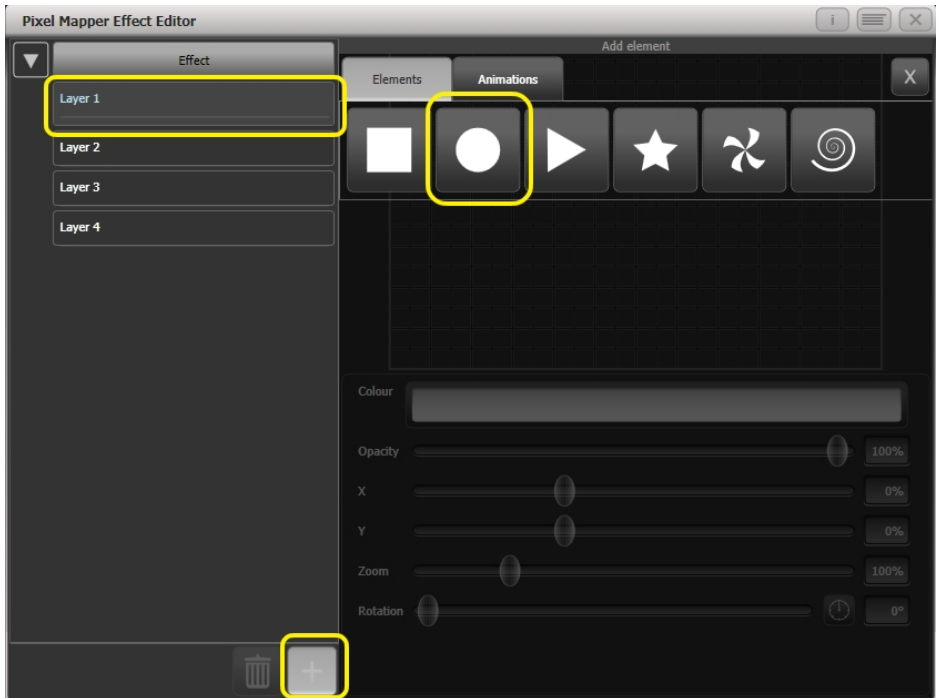 Pixel Mapper Effect Editor
i
X
Effect
Add element
Layer 1
Elements
Animations
X
Layer 2
Layer 3
Layer 4
Colour
Opacity
100%
X
0%
Y
0%
Zoom
100%
Rotation
0°
+